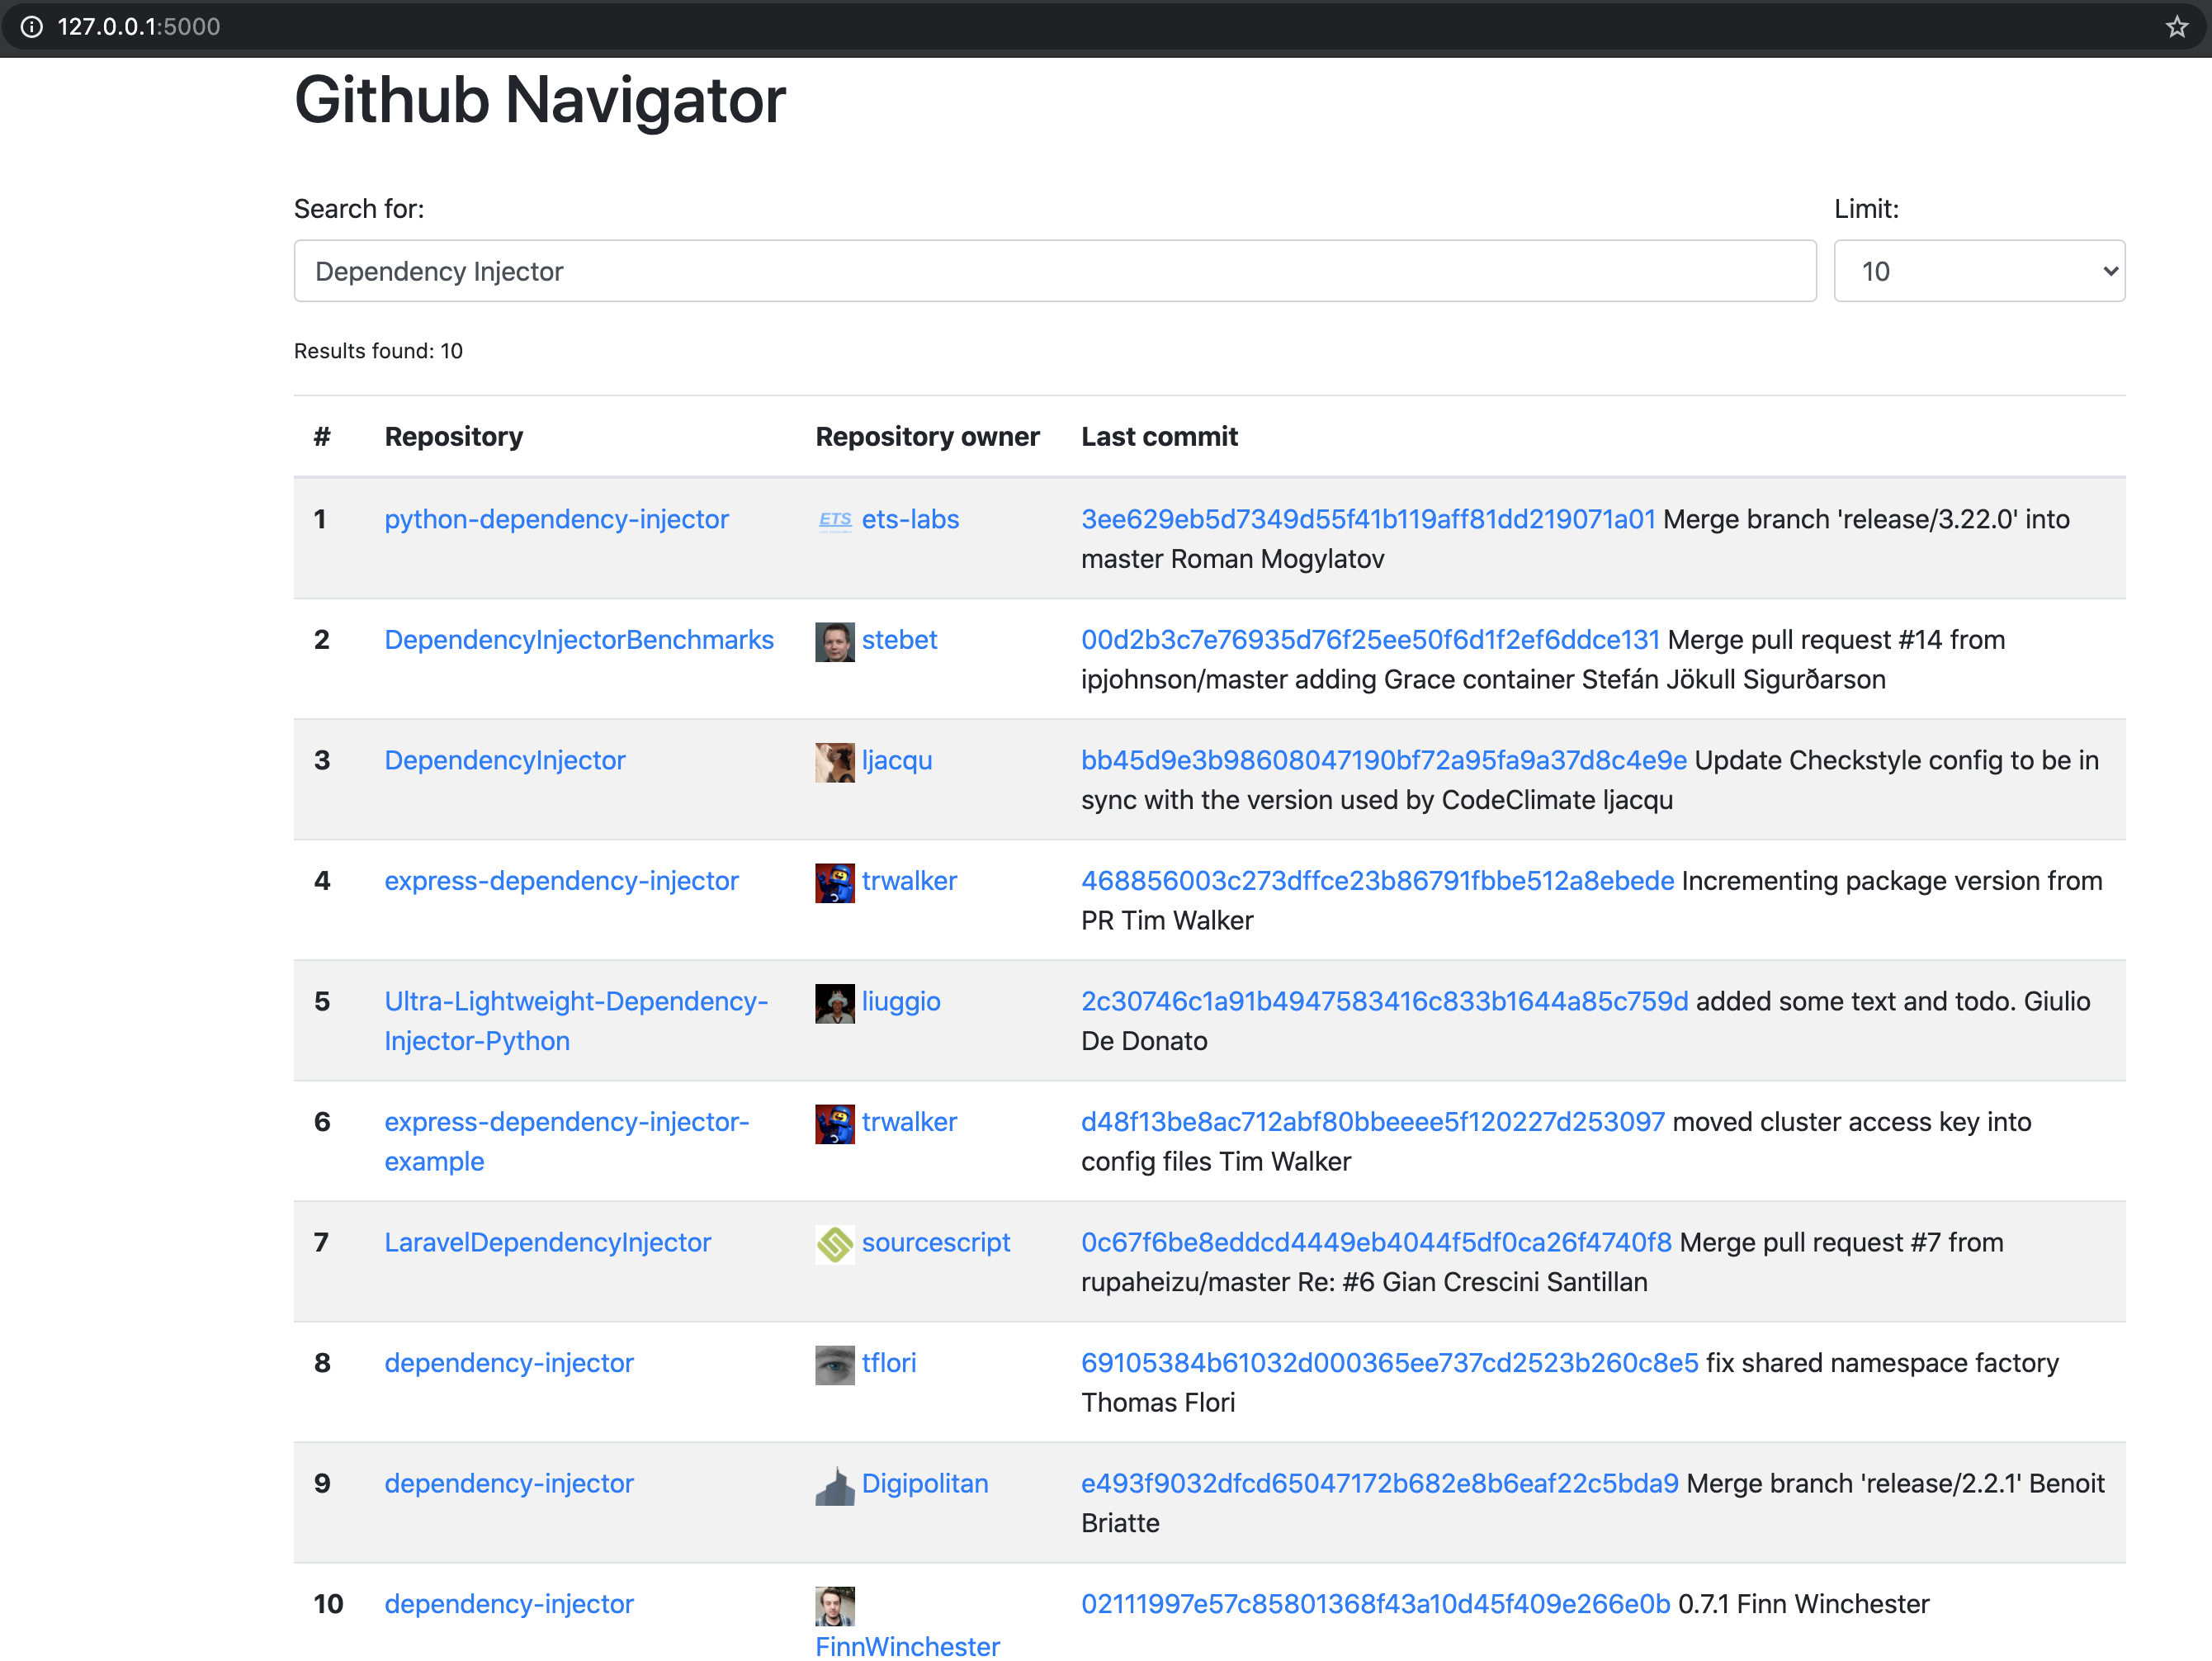 127.0.0.1:5000
Github Navigator
Search for:
Limit:
Dependency Injector
10
Results found: 10
# Repository Repository owner Last commit
1 python-dependency-injector ETS ets-labs 3ee629eb5d7349d55f41b119aff81dd219071a01 Merge branch 'release/3.22.0' into
master Roman Mogylatov
2 DependencyInjectorBenchmarks stebet 00d2b3c7e76935d76f25ee50f6d1f2ef6ddce131 Merge pull request #14 from
ipjohnson/master adding Grace container Stefán Jökull Sigurðarson
3 DependencyInjector ljacqu bb45d9e3b98608047190bf72a95fa9a37d8c4e9e Update Checkstyle config to be in
sync with the version used by CodeClimate ljacqu
4 express-dependency-injector trwalker 468856003c273dffce23b86791fbbe512a8ebede Incrementing package version from
PR Tim Walker
5 Ultra-Lightweight-Dependency- liuggio 2c30746c1a91b4947583416c833b1644a85c759d added some text and todo. Giulio
Injector-Python De Donato
6 express-dependency-injector- trwalker d48f13be8ac712abf80bbeeee5f120227d253097 moved cluster access key into
example config files Tim Walker
7 LaravelDependencyInjector sourcescript 0c67f6be8eddcd4449eb4044f5df0ca26f4740f8 Merge pull request #7 from
rupaheizu/master Re: #6 Gian Crescini Santillan
8 dependency-injector tflori 69105384b61032d000365ee737cd2523b260c8e5 fix shared namespace factory
Thomas Flori
9 dependency-injector Digipolitan e493f9032dfcd65047172b682e8b6eaf22c5bda9 Merge branch 'release/2.2.1' Benoit
Briatte
10 dependency-injector 02111997e57c85801368f43a10d45f409e266e0b 0.7.1 Finn Winchester
FinnWinchester